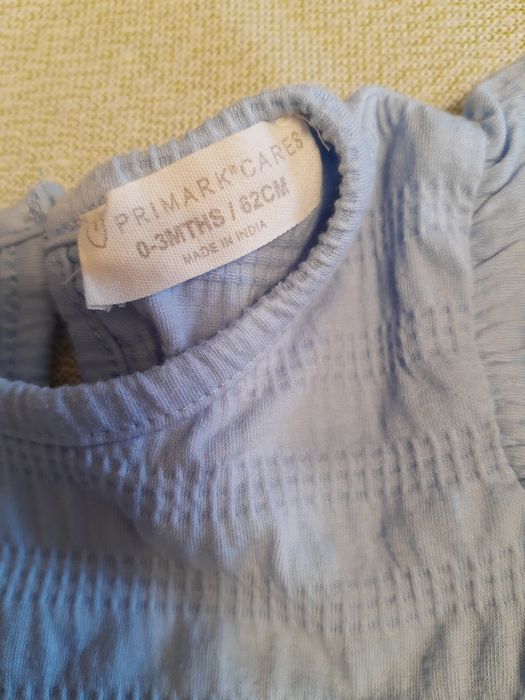 PRIMARK®CARES
0-3MTHS / 62CM
MADE IN INDIA